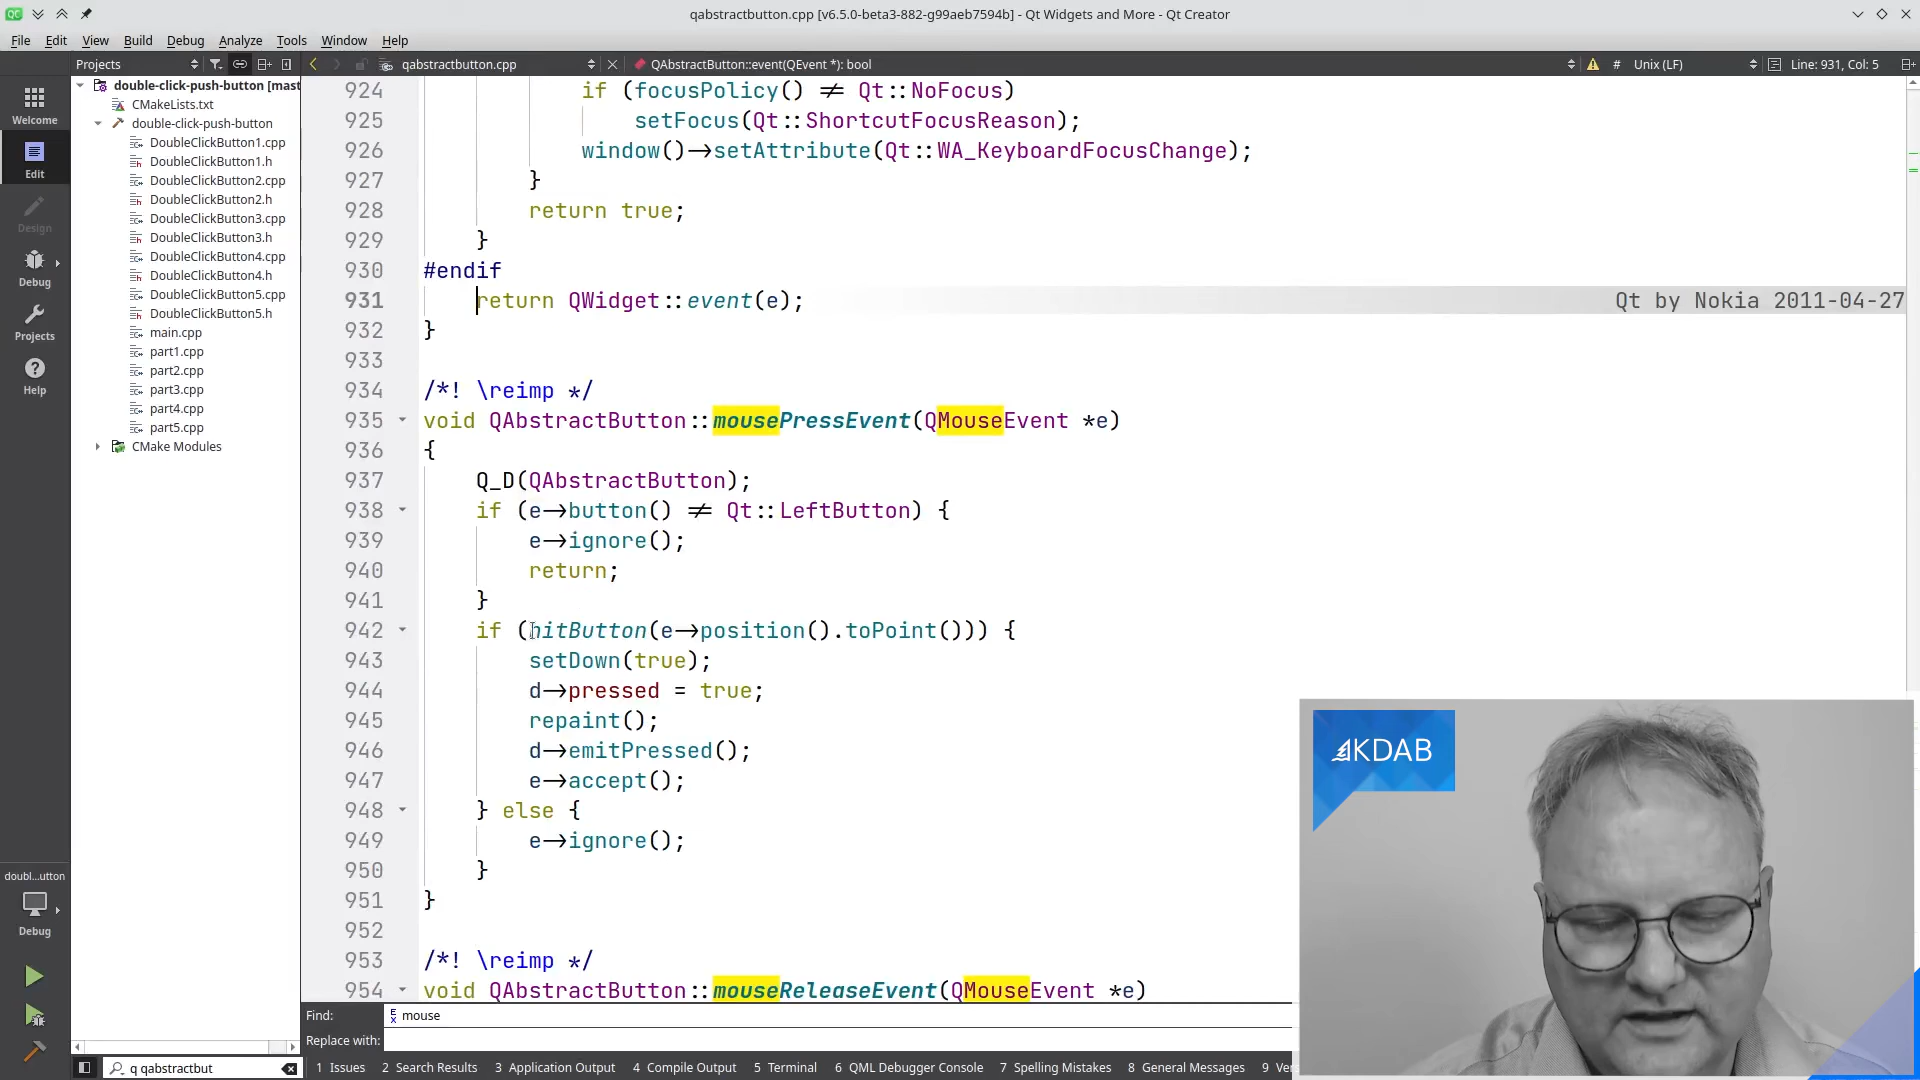 qabstractbutton.cpp [v6.5.0-beta3-882-g99aeb7594b] - Qt Widgets and More - Qt Creator
File Edit View Build Debug Analyze Tools Window Help
Projects
qabstractbutton.cpp
QAbstractButton::event(QEvent *): bool
# Unix (LF)
Line: 931, Col: 5
Welcome
Edit
Design
Debug
Projects
Help
doubl...utton
Debug
double-click-push-button [mast
CMakeLists.txt
double-click-push-button
DoubleClickButton1.cpp
DoubleClickButton1.h
DoubleClickButton2.cpp
DoubleClickButton2.h
DoubleClickButton3.cpp
DoubleClickButton3.h
DoubleClickButton4.cpp
DoubleClickButton4.h
DoubleClickButton5.cpp
DoubleClickButton5.h
main.cpp
part1.cpp
part2.cpp
part3.cpp
part4.cpp
part5.cpp
CMake Modules
924 if (focusPolicy() != Qt::NoFocus)
925 setFocus(Qt::ShortcutFocusReason);
926 window()->setAttribute(Qt::WA_KeyboardFocusChange);
927 }
928 return true;
929 }
930 #endif
931 return QWidget::event(e); Qt by Nokia 2011-04-27
932 }
933
934 /*! \reimp */
935 void QAbstractButton::mousePressEvent(QMouseEvent *e)
936 {
937 Q_D(QAbstractButton);
938 if (e->button() != Qt::LeftButton) {
939 e->ignore();
940 return;
941 }
942 if (hitButton(e->position().toPoint())) {
943 setDown(true);
944 d->pressed = true;
945 repaint();
946 d->emitPressed();
947 e->accept();
948 } else {
949 e->ignore();
950 }
951 }
952
953 /*! \reimp */
954 void QAbstractButton::mouseReleaseEvent(QMouseEvent *e)
KDAB
Find: mouse
Replace with:
q qabstractbut
1 Issues 2 Search Results 3 Application Output 4 Compile Output 5 Terminal 6 QML Debugger Console 7 Spelling Mistakes 8 General Messages 9